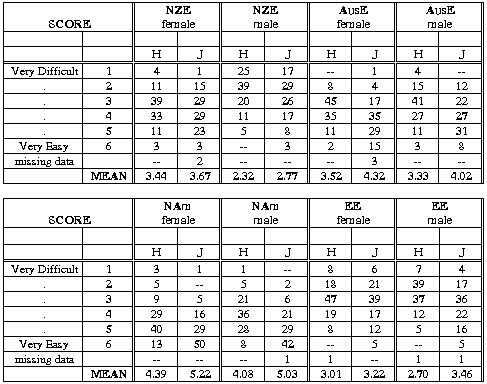 SCORE NZE female NZE male AusE female AusE male
H J H J H J H J
Very Difficult 1 4 1 25 17 -- 1 4 --
. 2 11 15 39 29 8 4 15 12
. 3 39 29 20 26 45 17 41 22
. 4 33 29 11 17 35 35 27 27
. 5 11 23 5 8 11 29 11 31
Very Easy 6 3 3 -- 3 2 15 3 8
missing data -- 2 -- -- -- 3 -- --
MEAN 3.44 3.67 2.32 2.77 3.52 4.32 3.33 4.02
SCORE NAm female NAm male EE female EE male
H J H J H J H J
Very Difficult 1 3 1 1 -- 8 6 7 4
. 2 5 -- 5 2 18 21 39 17
. 3 9 5 21 6 47 39 37 36
. 4 29 16 36 21 19 17 12 22
. 5 40 29 28 29 8 12 5 16
Very Easy 6 13 50 8 42 -- 5 -- 5
missing data -- -- -- 1 1 -- 1 1
MEAN 4.39 5.22 4.08 5.03 3.01 3.22 2.70 3.46